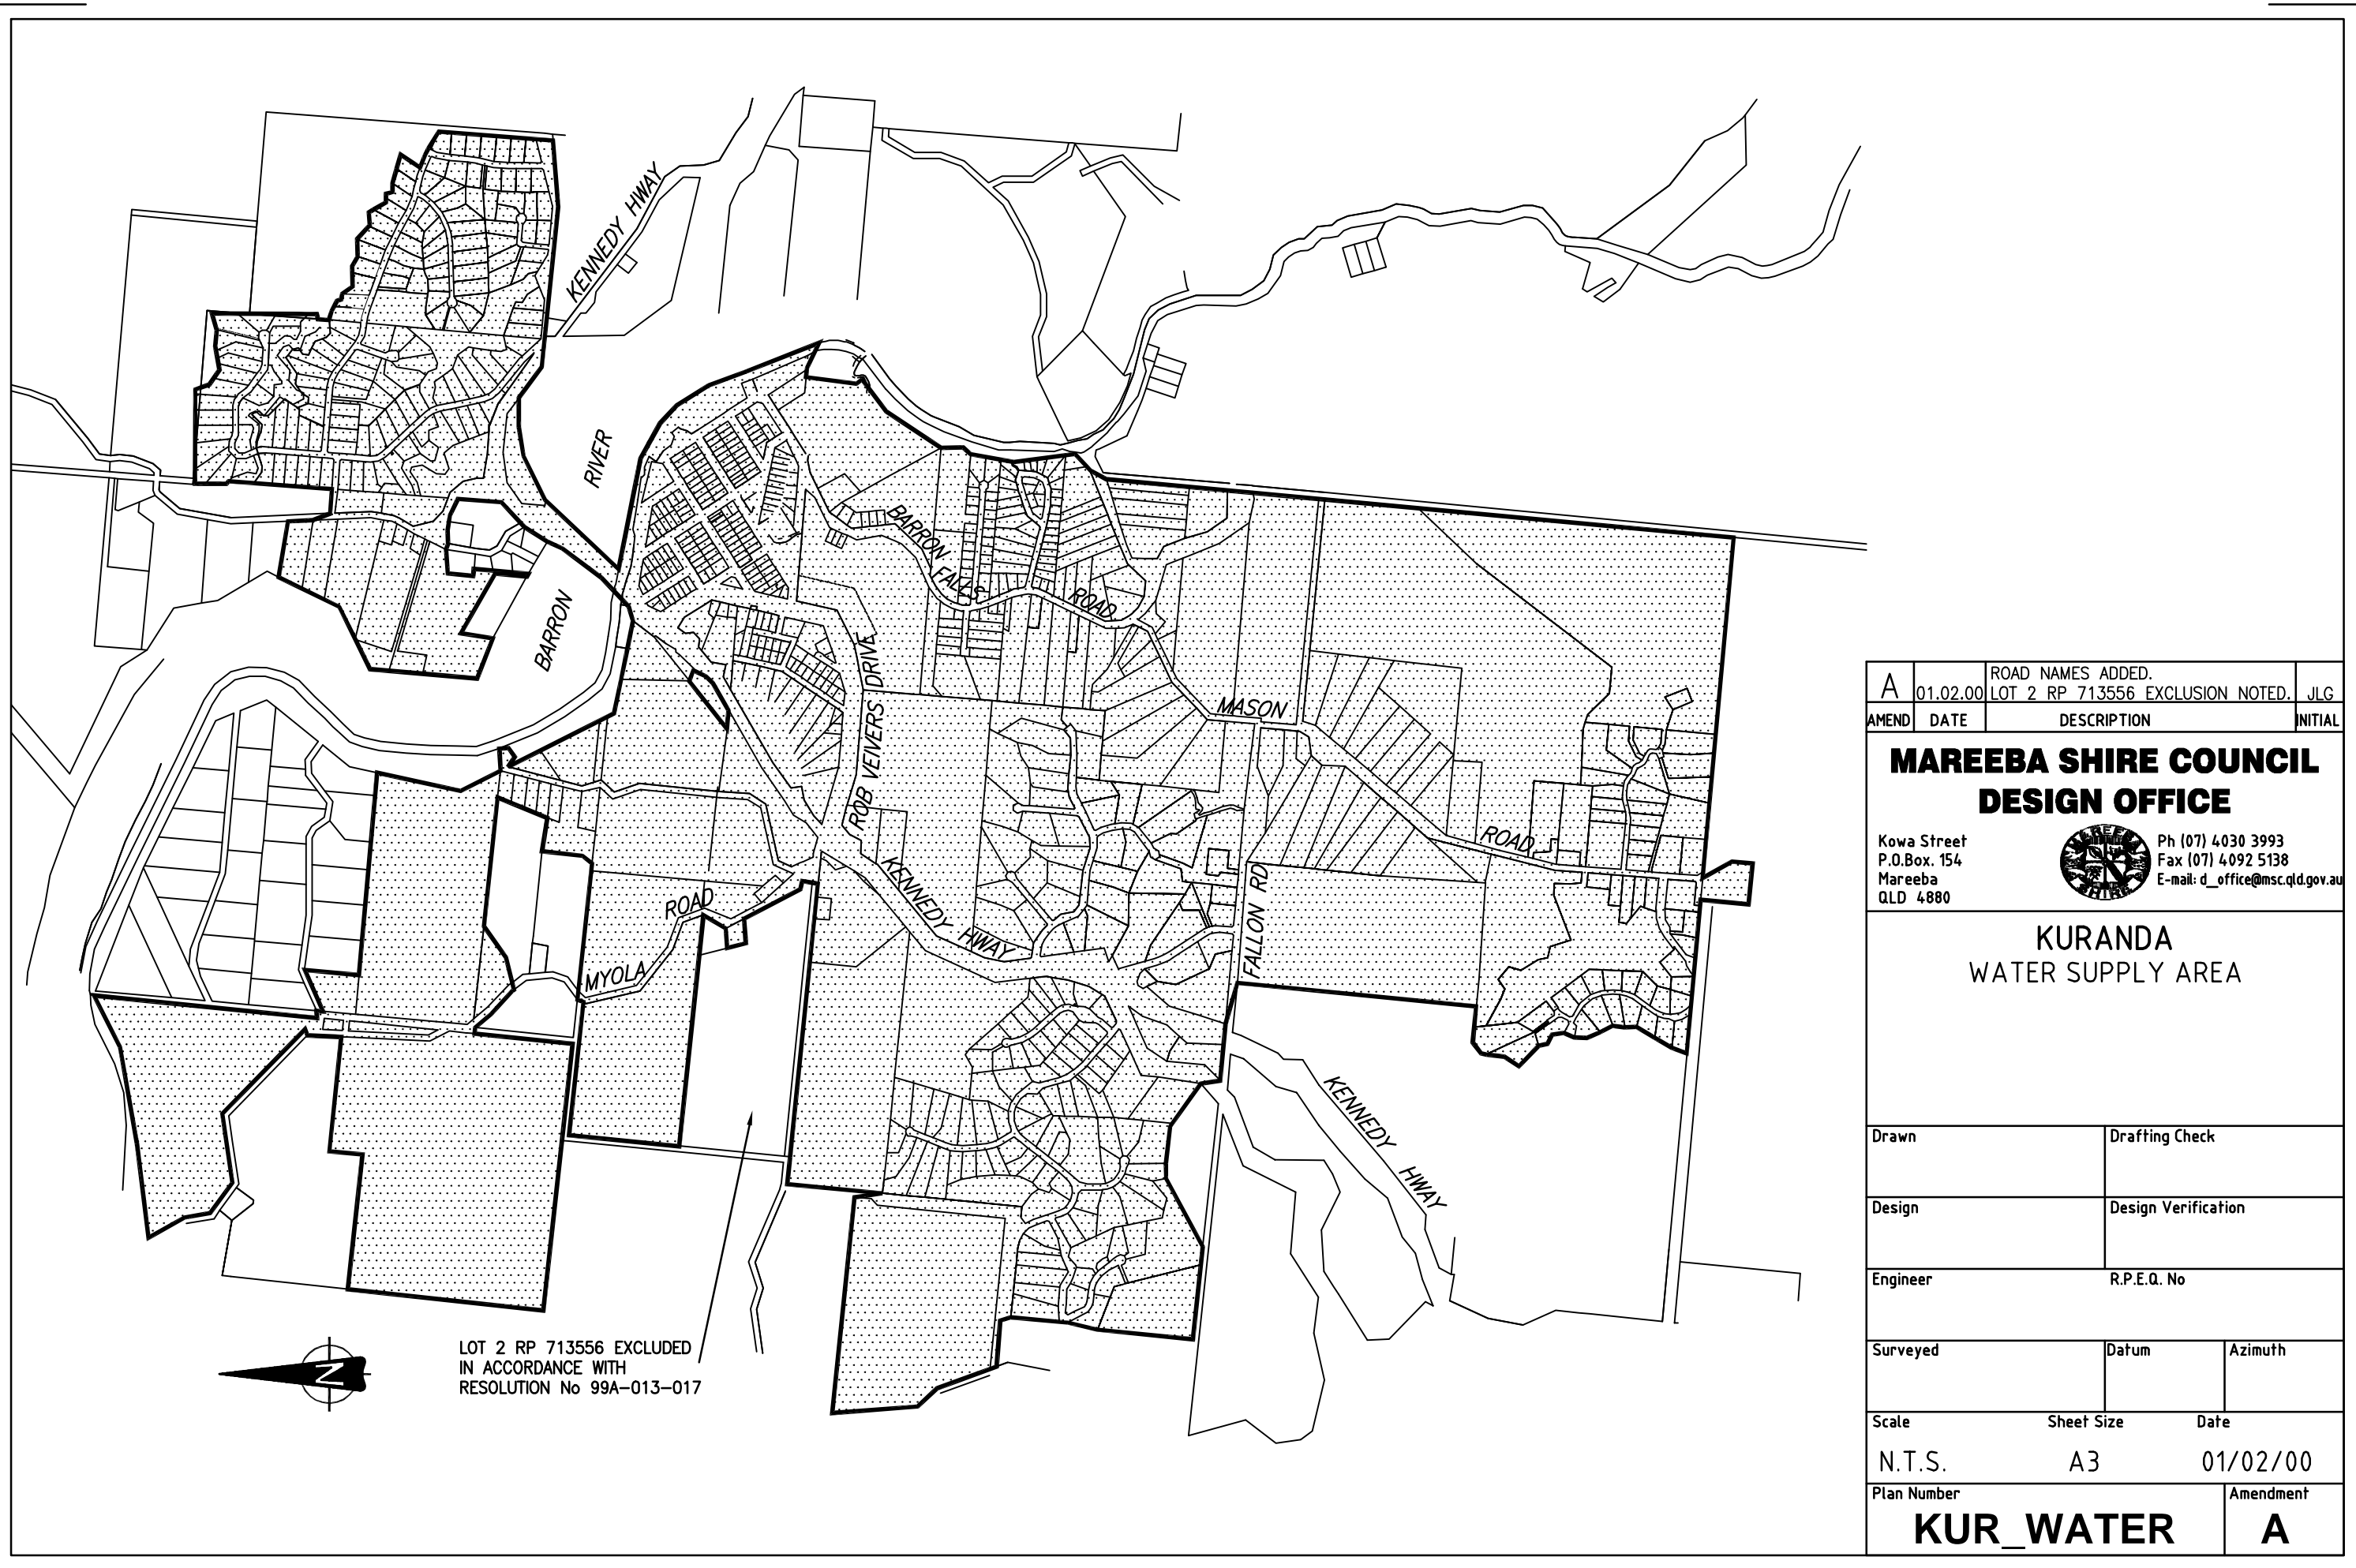 KENNEDY HWAY
RIVER
BARRON
BARRON FALLS ROAD
ROB VEIVERS DRIVE
MASON ROAD
KENNEDY HWAY
FALLON RD
MYOLA ROAD
KENNEDY HWAY
LOT 2 RP 713556 EXCLUDED
IN ACCORDANCE WITH
RESOLUTION No 99A-013-017
N
A 01.02.00 ROAD NAMES ADDED.
LOT 2 RP 713556 EXCLUSION NOTED. JLG
AMEND DATE DESCRIPTION INITIAL
MAREEBA SHIRE COUNCIL
DESIGN OFFICE
Kowa Street
P.O.Box. 154
Mareeba
QLD 4880
MAREEBA
SHIRE
Ph (07) 4030 3993
Fax (07) 4092 5138
E-mail: d_office@msc.qld.gov.au
KURANDA
WATER SUPPLY AREA
Drawn Drafting Check
Design Design Verification
Engineer R.P.E.Q. No
Surveyed Datum Azimuth
Scale Sheet Size Date
N.T.S. A3 01/02/00
Plan Number Amendment
KUR_WATER A